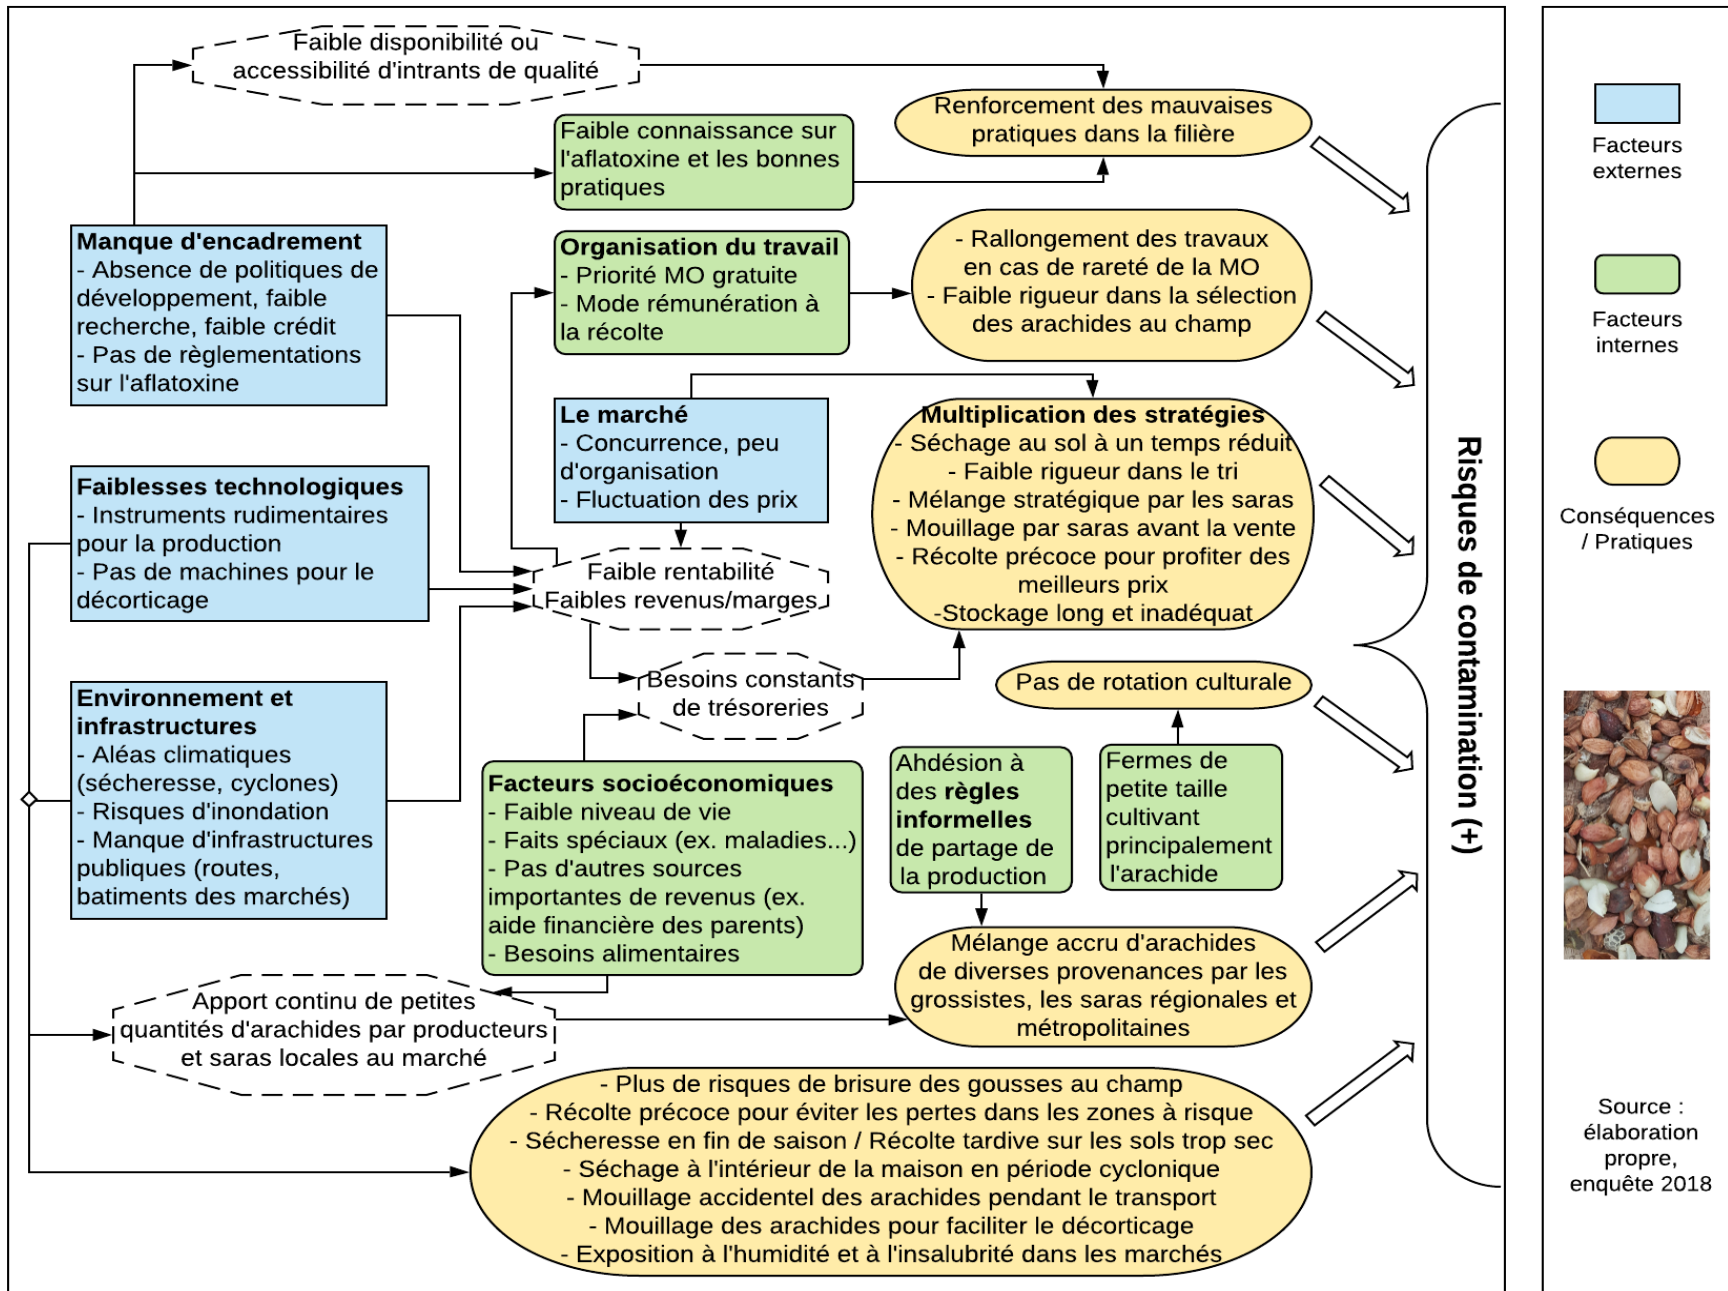 Faible disponibilité ou
accessibilité d'intrants de qualité
Renforcement des mauvaises
pratiques dans la filière
Faible connaissance sur
l'aflatoxine et les bonnes
pratiques
Manque d'encadrement
- Absence de politiques de
développement, faible
recherche, faible crédit
- Pas de règlementations
sur l'aflatoxine
Organisation du travail
- Priorité MO gratuite
- Mode rémunération à
la récolte
- Rallongement des travaux
en cas de rareté de la MO
- Faible rigueur dans la sélection
des arachides au champ
Le marché
- Concurrence, peu
d'organisation
- Fluctuation des prix
Multiplication des stratégies
- Séchage au sol à un temps réduit
- Faible rigueur dans le tri
- Mélange stratégique par les saras
- Mouillage par saras avant la vente
- Récolte précoce pour profiter des
meilleurs prix
-Stockage long et inadéquat
Faiblesses technologiques
- Instruments rudimentaires
pour la production
- Pas de machines pour le
décorticage
Faible rentabilité
Faibles revenus/marges
Besoins constants
de trésoreries
Pas de rotation culturale
Environnement et
infrastructures
- Aléas climatiques
(sécheresse, cyclones)
- Risques d'inondation
- Manque d'infrastructures
publiques (routes,
batiments des marchés)
Facteurs socioéconomiques
- Faible niveau de vie
- Faits spéciaux (ex. maladies...)
- Pas d'autres sources
importantes de revenus (ex.
aide financière des parents)
- Besoins alimentaires
Ahdésion à
des règles
informelles
de partage de
la production
Fermes de
petite taille
cultivant
principalement
l'arachide
Apport continu de petites
quantités d'arachides par producteurs
et saras locales au marché
Mélange accru d'arachides
de diverses provenances par les
grossistes, les saras régionales et
métropolitaines
- Plus de risques de brisure des gousses au champ
- Récolte précoce pour éviter les pertes dans les zones à risque
- Sécheresse en fin de saison / Récolte tardive sur les sols trop sec
- Séchage à l'intérieur de la maison en période cyclonique
- Mouillage accidentel des arachides pendant le transport
- Mouillage des arachides pour faciliter le décorticage
- Exposition à l'humidité et à l'insalubrité dans les marchés
Risques de contamination (+)
Facteurs
externes
Facteurs
internes
Conséquences
/ Pratiques
Source :
élaboration
propre,
enquête 2018